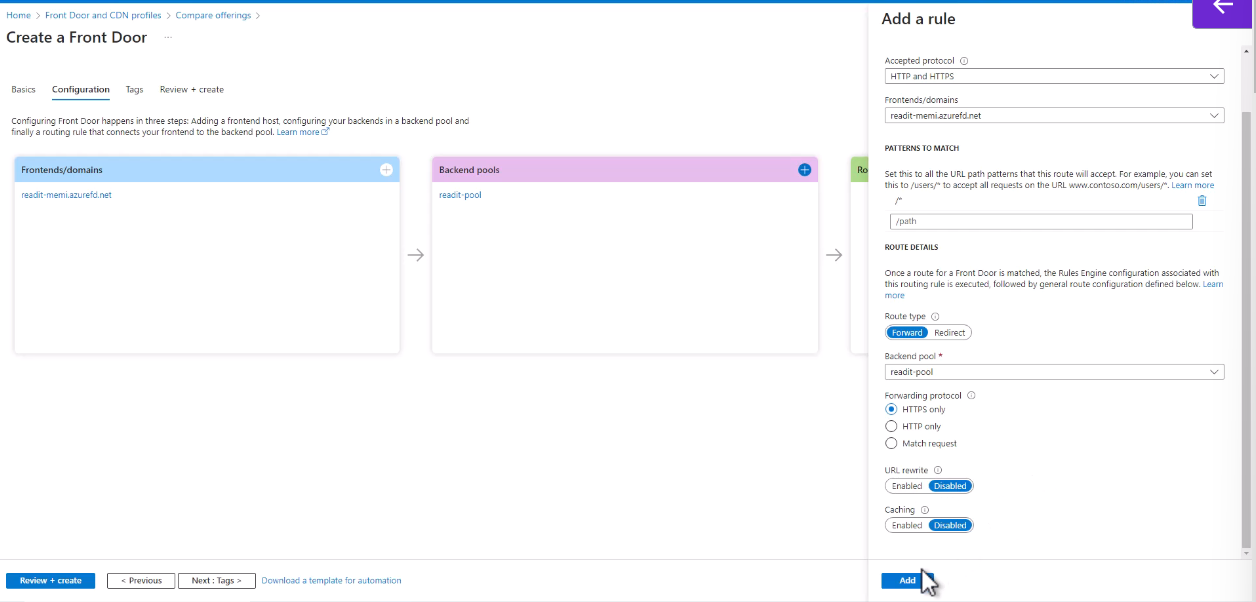 Home > Front Door and CDN profiles > Compare offerings >
Create a Front Door ...
Basics Configuration Tags Review + create
Configuring Front Door happens in three steps: Adding a frontend host, configuring your backends in a backend pool and
finally a routing rule that connects your frontend to the backend pool. Learn more
Frontends/domains
readit-memi.azurefd.net
Backend pools
readit-pool
Ro
Review + create
< Previous
Next : Tags >
Download a template for automation
Add a rule
Accepted protocol
HTTP and HTTPS
Frontends/domains
readit-memi.azurefd.net
PATTERNS TO MATCH
Set this to all the URL path patterns that this route will accept. For example, you can set
this to /users/* to accept all requests on the URL www.contoso.com/users/*. Learn more
/*
/path
ROUTE DETAILS
Once a route for a Front Door is matched, the Rules Engine configuration associated with
this routing rule is executed, followed by general route configuration defined below. Learn
more
Route type
Forward Redirect
Backend pool *
readit-pool
Forwarding protocol
HTTPS only
HTTP only
Match request
URL rewrite
Enabled Disabled
Caching
Enabled Disabled
Add